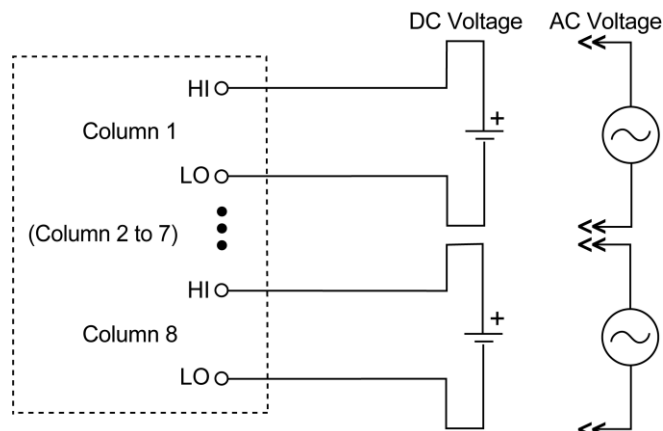 DC Voltage AC Voltage
HI
+
Column 1
LO
(Column 2 to 7)
HI
+
Column 8
LO